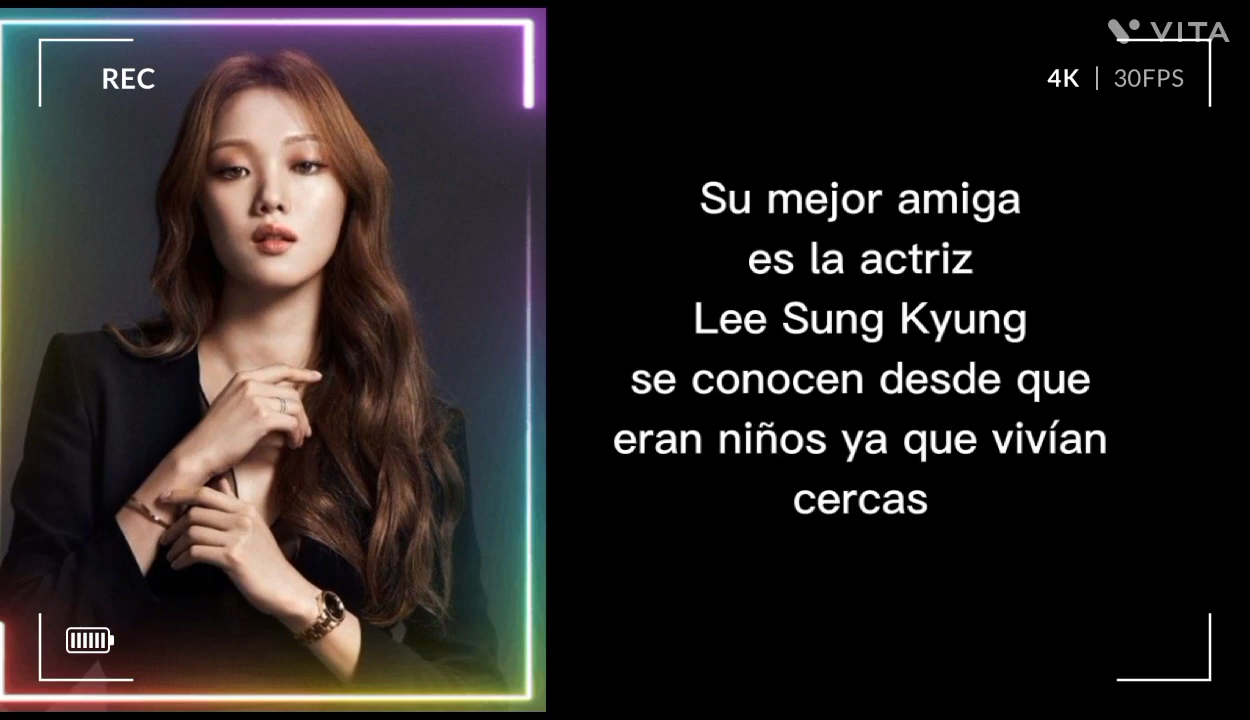 REC
VITA
4K | 30FPS
Su mejor amiga
es la actriz
Lee Sung Kyung
se conocen desde que
eran niños ya que vivían
cercas